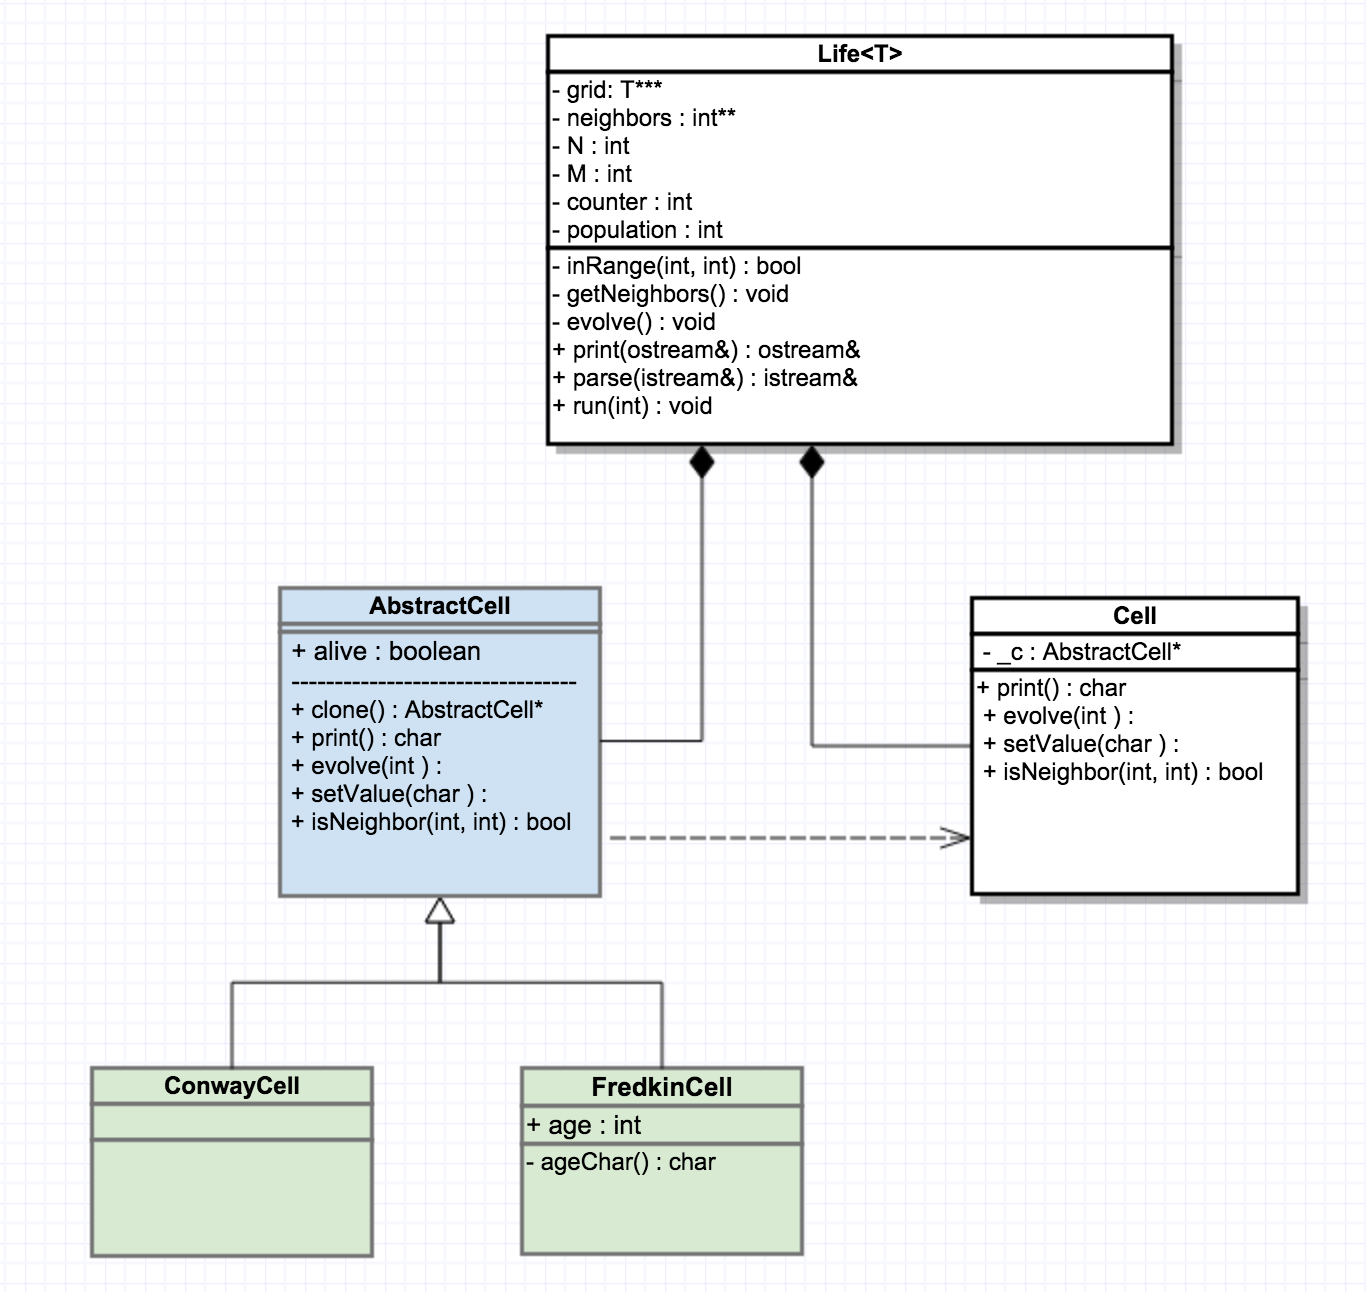 Life<T>
- grid: T***
- neighbors : int**
- N : int
- M : int
- counter : int
- population : int
- inRange(int, int) : bool
- getNeighbors() : void
- evolve() : void
+ print(ostream&) : ostream&
+ parse(istream&) : istream&
+ run(int) : void
AbstractCell
+ alive : boolean
---------------------------------
+ clone() : AbstractCell*
+ print() : char
+ evolve(int ) :
+ setValue(char ) :
+ isNeighbor(int, int) : bool
Cell
- _c : AbstractCell*
+ print() : char
+ evolve(int ) :
+ setValue(char ) :
+ isNeighbor(int, int) : bool
ConwayCell
FredkinCell
+ age : int
- ageChar() : char